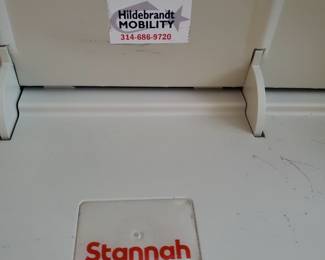 Hildebrandt
MOBILITY
314-686-9720
Stannah